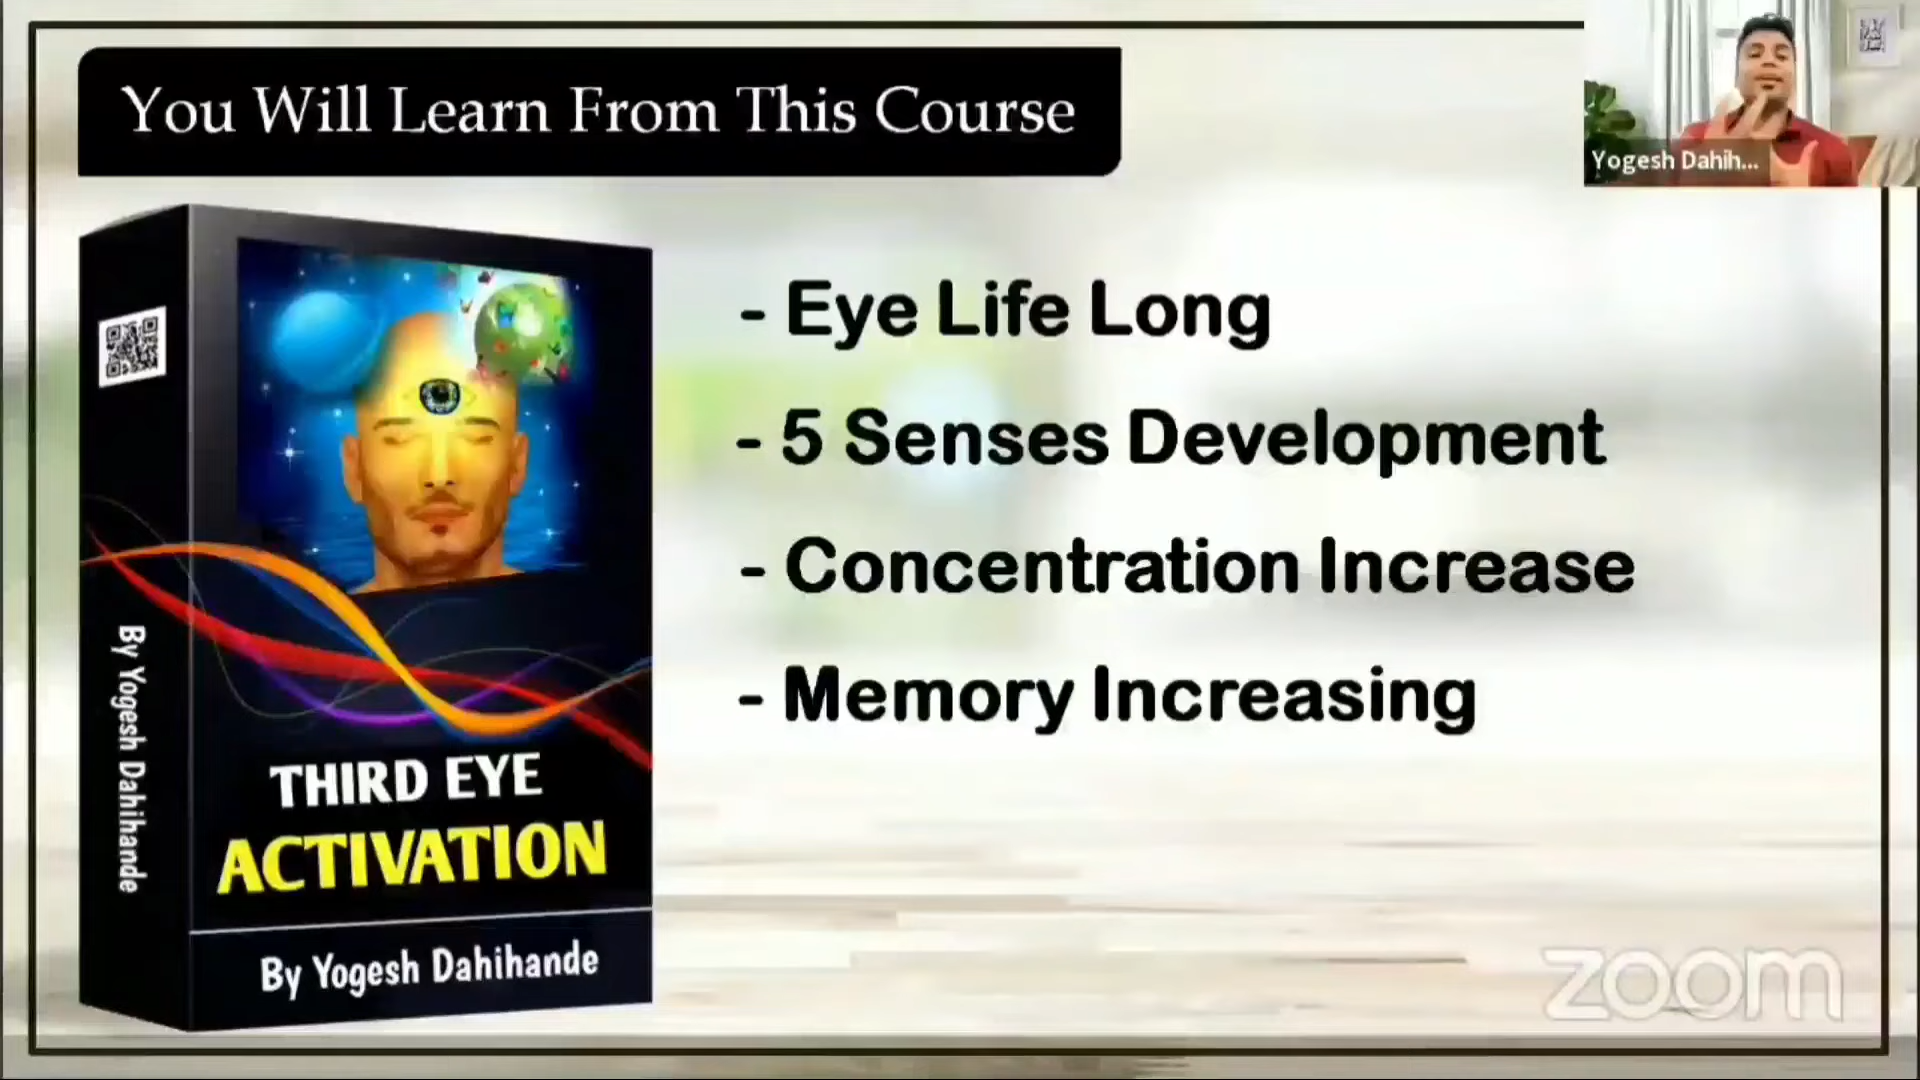 You Will Learn From This Course
Yogesh Dahih...
- Eye Life Long
- 5 Senses Development
- Concentration Increase
- Memory Increasing
By Yogesh Dahihande
THIRD EYE
ACTIVATION
By Yogesh Dahihande
zoom